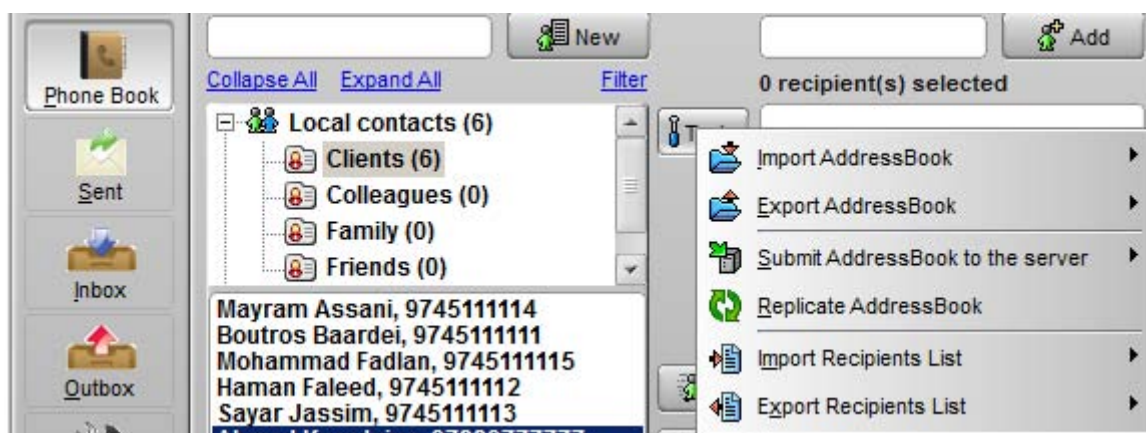 Phone Book
Sent
Inbox
Outbox
New
Collapse All Expand All Filter
Local contacts (6)
Clients (6)
Colleagues (0)
Family (0)
Friends (0)
Mayram Assani, 9745111114
Boutros Baardei, 9745111111
Mohammad Fadlan, 9745111115
Haman Faleed, 9745111112
Sayar Jassim, 9745111113
Add
0 recipient(s) selected
Import AddressBook
Export AddressBook
Submit AddressBook to the server
Replicate AddressBook
Import Recipients List
Export Recipients List